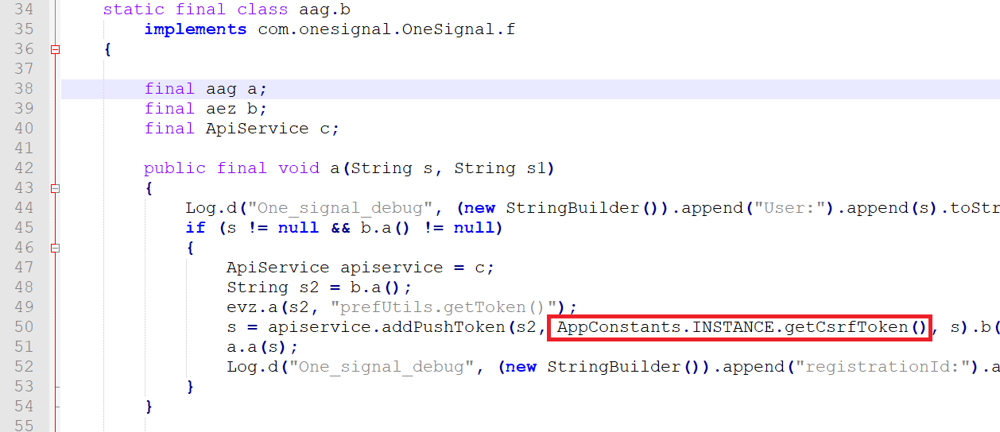 34 static final class aag.b
35 implements com.onesignal.OneSignal.f
36 {
37
38 final aag a;
39 final aez b;
40 final ApiService c;
41
42 public final void a(String s, String s1)
43 {
44 Log.d("One_signal_debug", (new StringBuilder()).append("User:").append(s).toStr
45 if (s != null && b.a() != null)
46 {
47 ApiService apiservice = c;
48 String s2 = b.a();
49 evz.a(s2, "prefUtils.getToken()");
50 s = apiservice.addPushToken(s2, AppConstants.INSTANCE.getCsrfToken(), s).b(
51 a.a(s);
52 Log.d("One_signal_debug", (new StringBuilder()).append("registrationId:").a
53 }
54 }
55